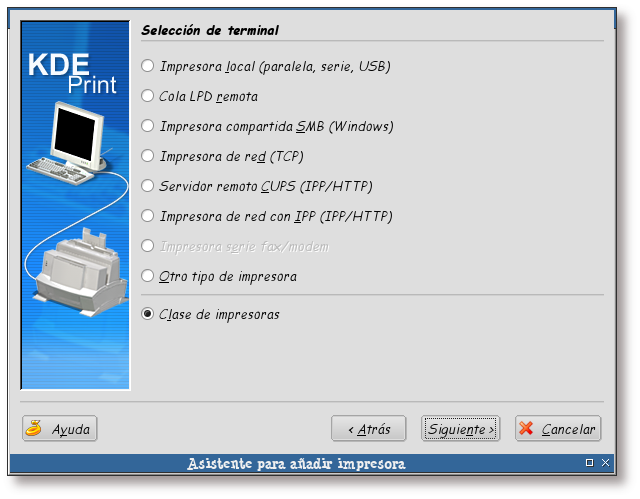 Selección de terminal
KDE
Print
Impresora local (paralela, serie, USB)
Cola LPD remota
Impresora compartida SMB (Windows)
Impresora de red (TCP)
Servidor remoto CUPS (IPP/HTTP)
Impresora de red con IPP (IPP/HTTP)
Impresora serie fax/modem
Otro tipo de impresora
Clase de impresoras
Ayuda
< Atrás
Siguiente >
Cancelar
Asistente para añadir impresora